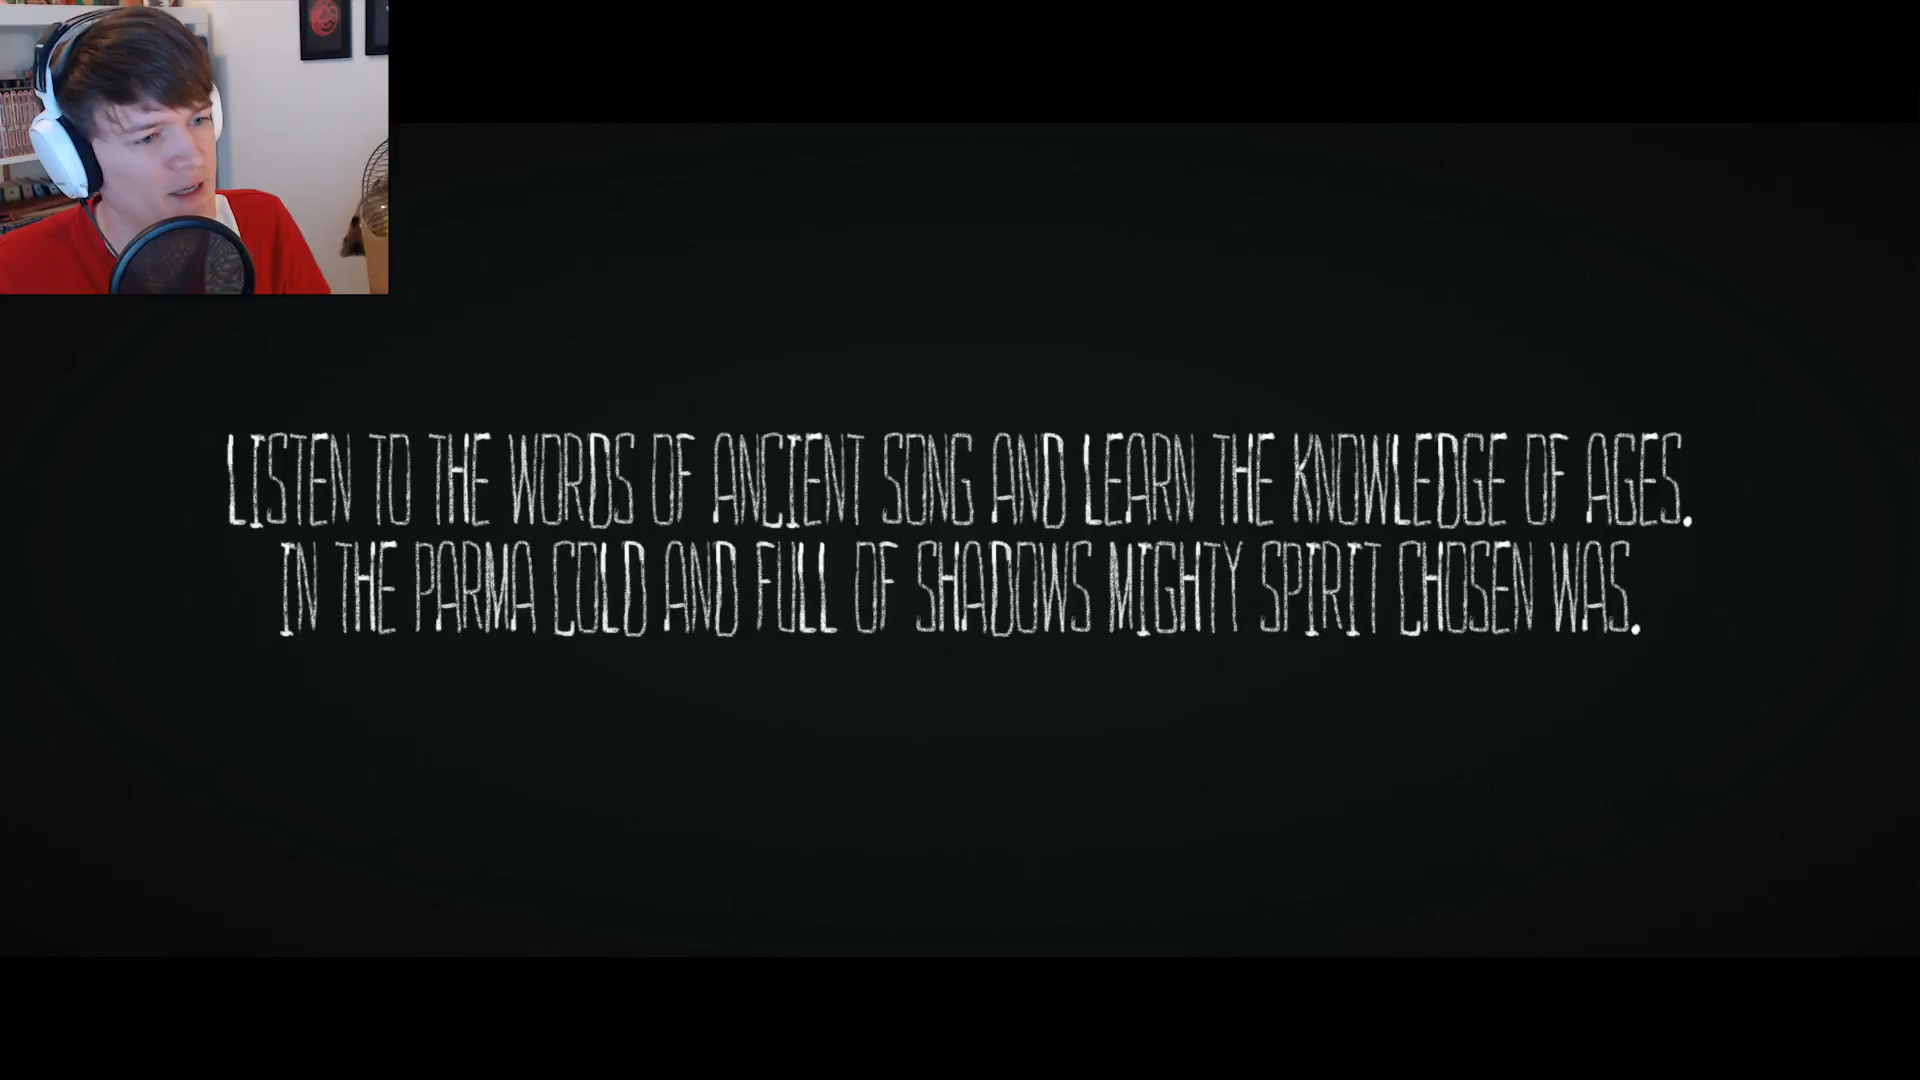 LISTEN TO THE WORDS OF ANCIENT SONG AND LEARN THE KNOWLEDGE OF AGES.
IN THE PARMA COLD AND FULL OF SHADOWS MIGHTY SPIRIT CHOSEN WAS.